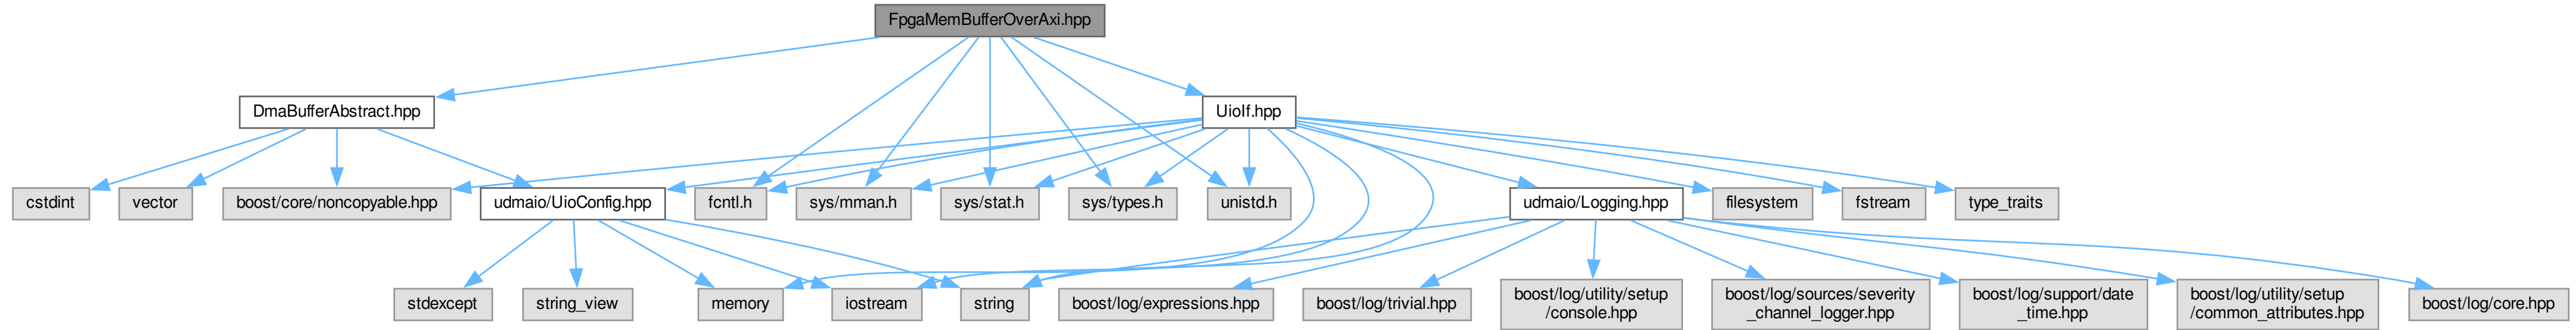 FpgaMemBufferOverAxi.hpp
DmaBufferAbstract.hpp
UioIf.hpp
cstdint
vector
boost/core/noncopyable.hpp
udmaio/UioConfig.hpp
fcntl.h
sys/mman.h
sys/stat.h
sys/types.h
unistd.h
udmaio/Logging.hpp
filesystem
fstream
type_traits
stdexcept
string_view
memory
iostream
string
boost/log/expressions.hpp
boost/log/trivial.hpp
boost/log/utility/setup
/console.hpp
boost/log/sources/severity
_channel_logger.hpp
boost/log/support/date
_time.hpp
boost/log/utility/setup
/common_attributes.hpp
boost/log/core.hpp